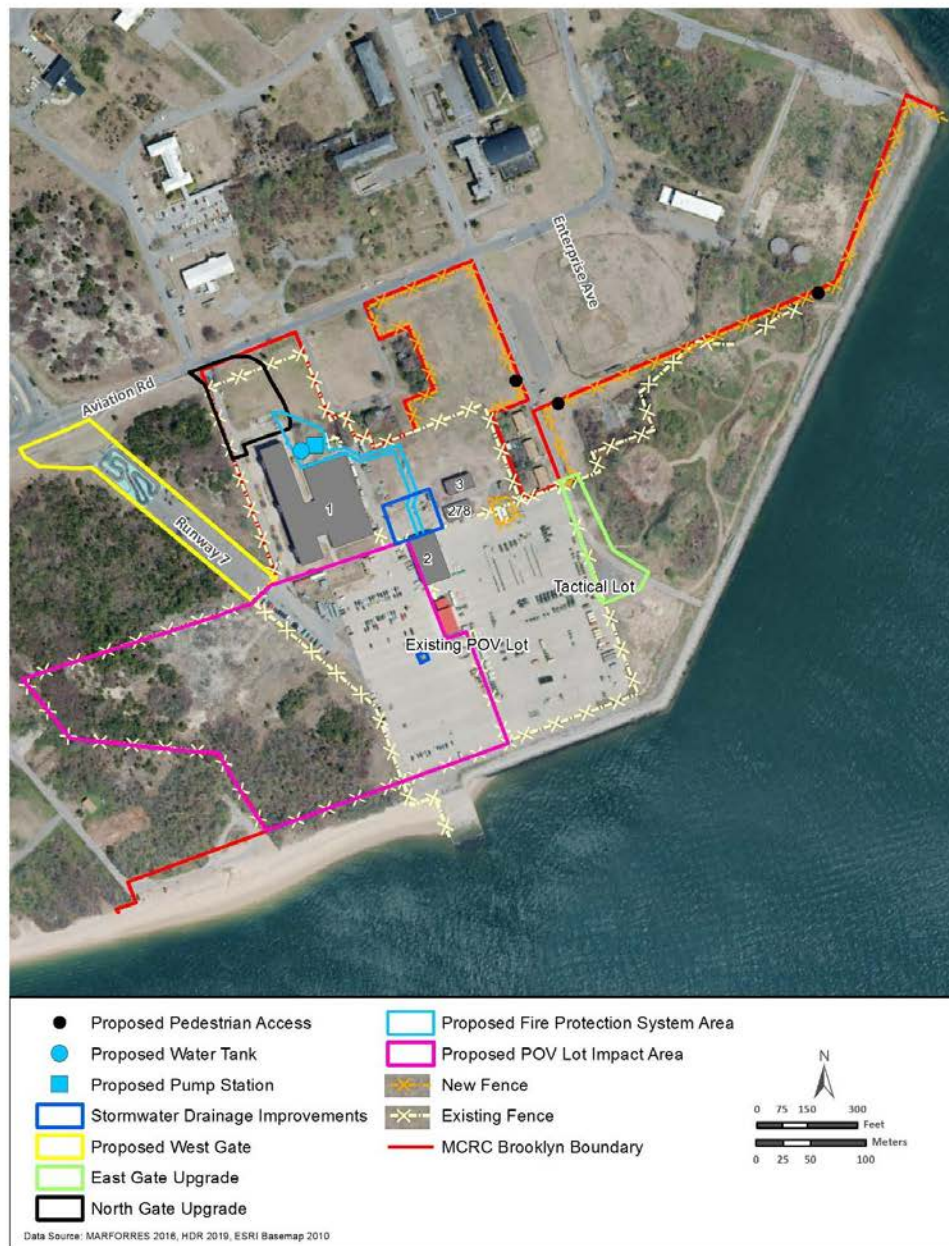 Enterprise Ave
Aviation Rd
Runway 7
1
3
278
2
Tactical Lot
Existing POV Lot
Proposed Pedestrian Access
Proposed Water Tank
Proposed Pump Station
Stormwater Drainage Improvements
Proposed West Gate
East Gate Upgrade
North Gate Upgrade
Proposed Fire Protection System Area
Proposed POV Lot Impact Area
New Fence
Existing Fence
MCRC Brooklyn Boundary
N
0 75 150 300
Feet
Meters
0 25 50 100
Data Source: MARFORRES 2016, HDR 2019, ESRI Basemap 2010